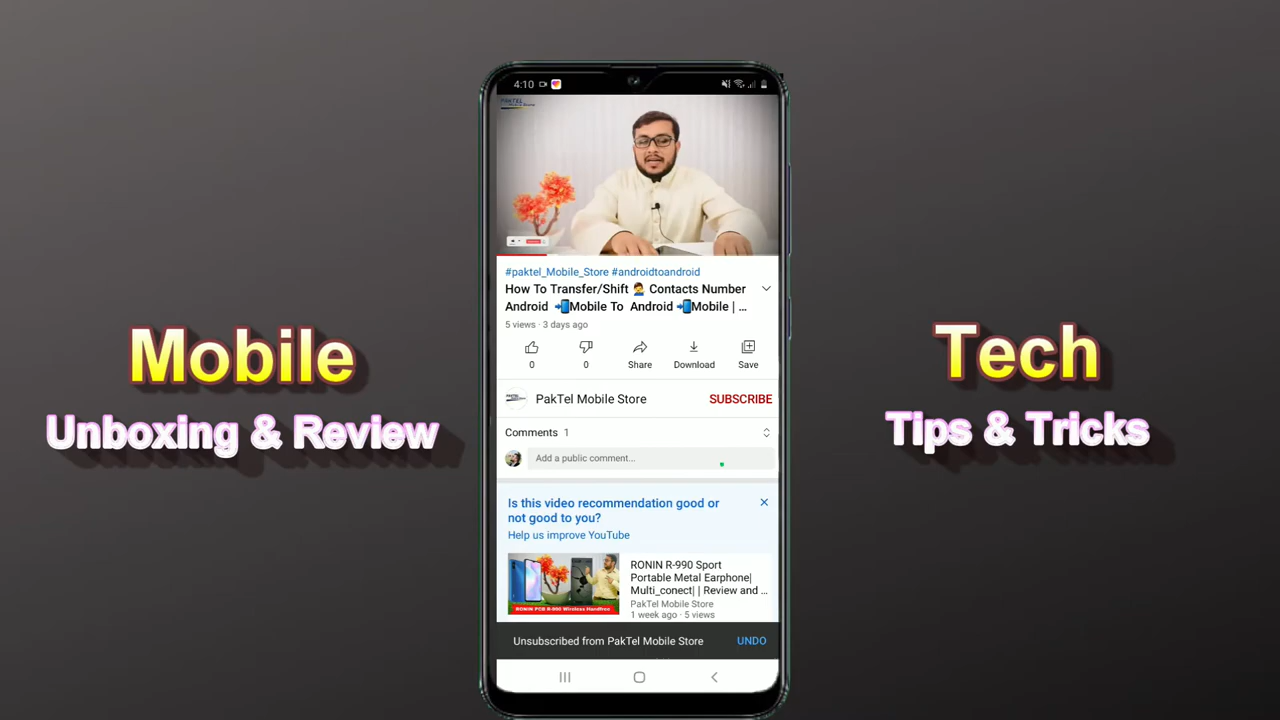 4:10
PAKTEL
#paktel_Mobile_Store #androidtoandroid
How To Transfer/Shift 🙍‍♂️ Contacts Number
Android 📲Mobile To Android 📲Mobile | ...
5 views · 3 days ago
0
0
Share
Download
Save
PakTel Mobile Store
SUBSCRIBE
Comments 1
Add a public comment...
Is this video recommendation good or
not good to you?
Help us improve YouTube
RONIN R-990 Sport
Portable Metal Earphone|
Multi_conect| | Review and ...
PakTel Mobile Store
1 week ago · 5 views
Unsubscribed from PakTel Mobile Store
UNDO
Mobile
Unboxing & Review
Tech
Tips & Tricks